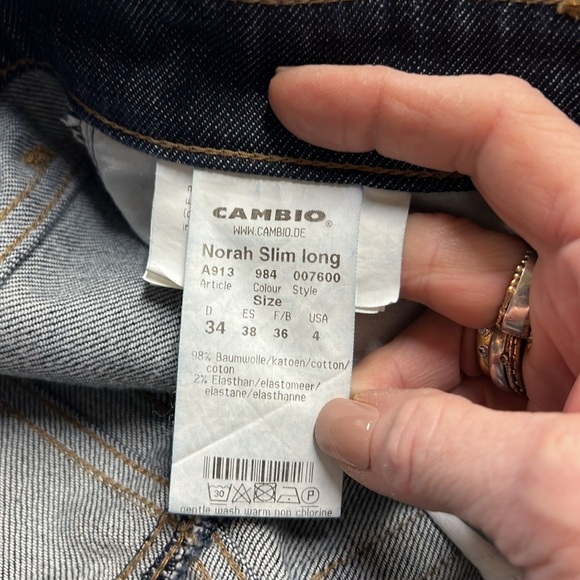 CAMBIO®
WWW.CAMBIO.DE
Norah Slim long
A913 984 007600
Article Colour Style
Size
D ES F/B USA
34 38 36 4
98% Baumwolle/katoen/cotton/
coton
2% Elasthan/elastomeer/
elastane/elasthanne
30 P
gentle wash warm non chlorine